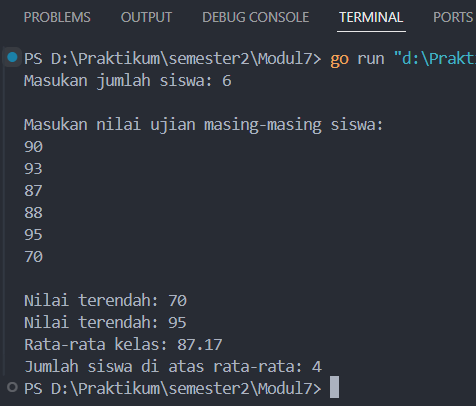 PROBLEMS OUTPUT DEBUG CONSOLE TERMINAL PORTS
PS D:\Praktikum\semester2\Modul7> go run "d:\Prakt
Masukan jumlah siswa: 6
Masukan nilai ujian masing-masing siswa:
90
93
87
88
95
70
Nilai terendah: 70
Nilai terendah: 95
Rata-rata kelas: 87.17
Jumlah siswa di atas rata-rata: 4
PS D:\Praktikum\semester2\Modul7>